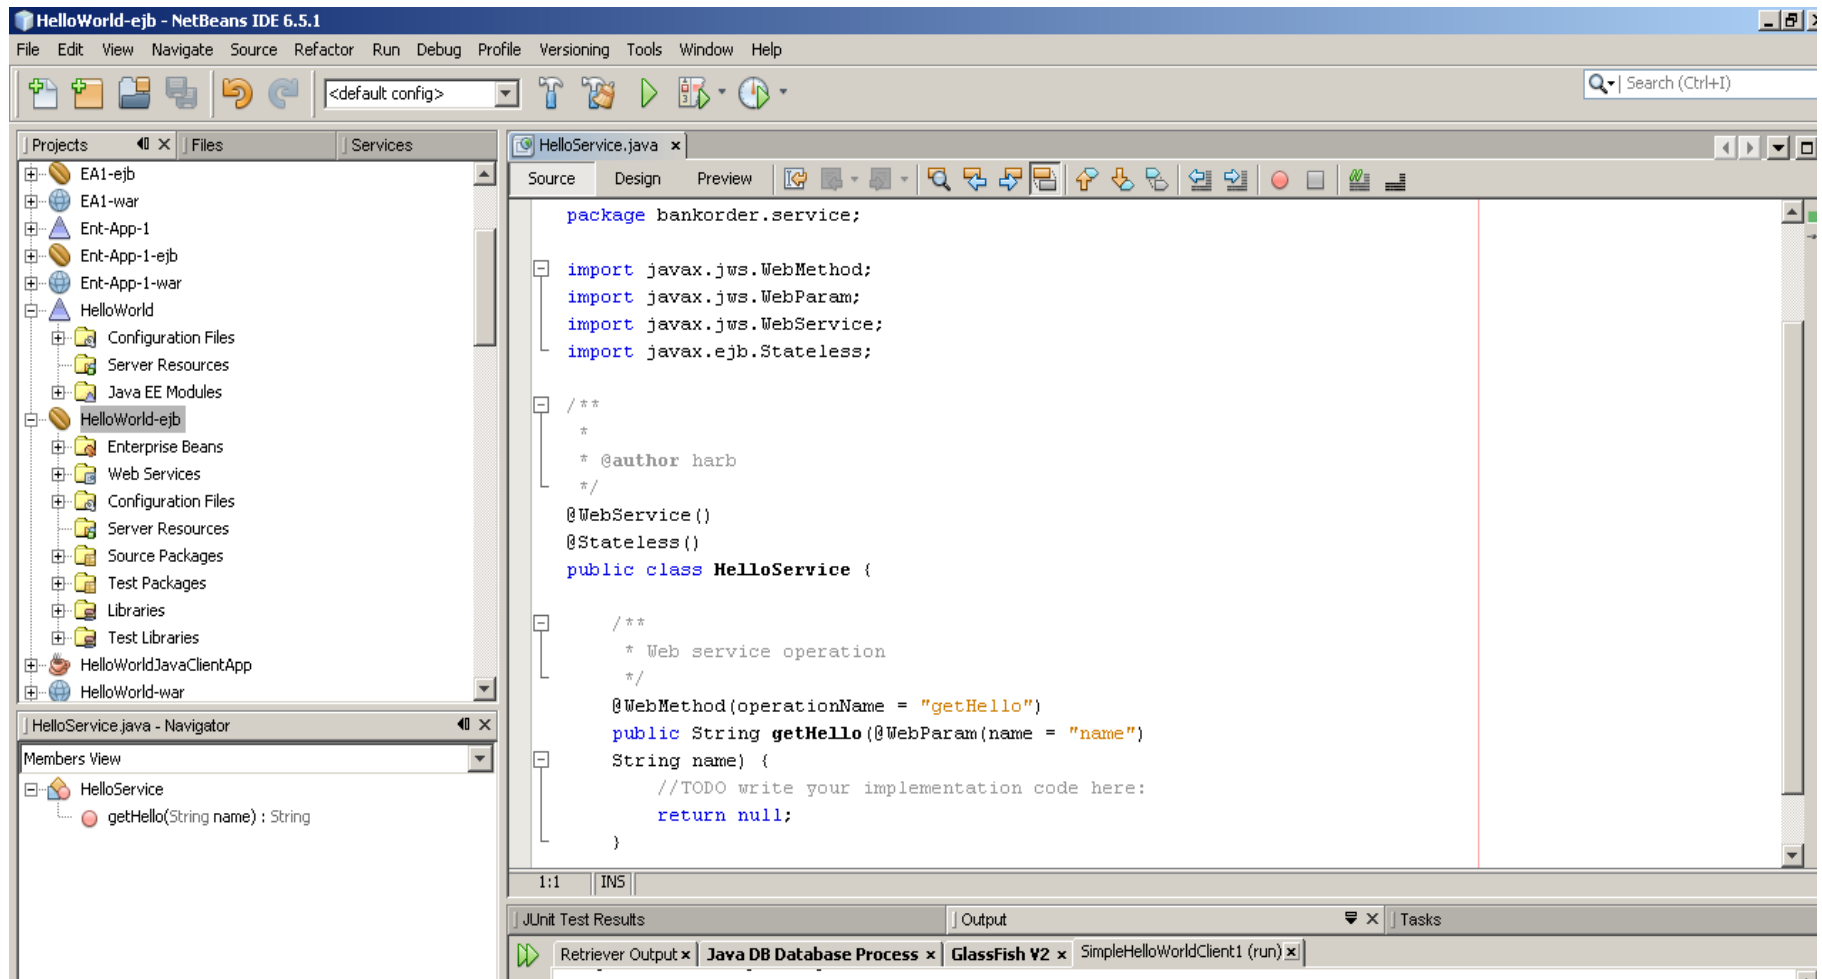 HelloWorld-ejb - NetBeans IDE 6.5.1
File Edit View Navigate Source Refactor Run Debug Profile Versioning Tools Window Help
<default config>
Search (Ctrl+I)
Projects
Files
Services
EA1-ejb
EA1-war
Ent-App-1
Ent-App-1-ejb
Ent-App-1-war
HelloWorld
Configuration Files
Server Resources
Java EE Modules
HelloWorld-ejb
Enterprise Beans
Web Services
Configuration Files
Server Resources
Source Packages
Test Packages
Libraries
Test Libraries
HelloWorldJavaClientApp
HelloWorld-war
HelloService.java - Navigator
Members View
HelloService
getHello(String name) : String
HelloService.java
Source Design Preview
package bankorder.service;
import javax.jws.WebMethod;
import javax.jws.WebParam;
import javax.jws.WebService;
import javax.ejb.Stateless;
/**
*
* @author harb
*/
@WebService()
@Stateless()
public class HelloService {
/**
* Web service operation
*/
@WebMethod(operationName = "getHello")
public String getHello(@WebParam(name = "name")
String name) {
//TODO write your implementation code here:
return null;
}
1:1 INS
JUnit Test Results
Output
Tasks
Retriever Output
Java DB Database Process
GlassFish V2
SimpleHelloWorldClient1 (run)